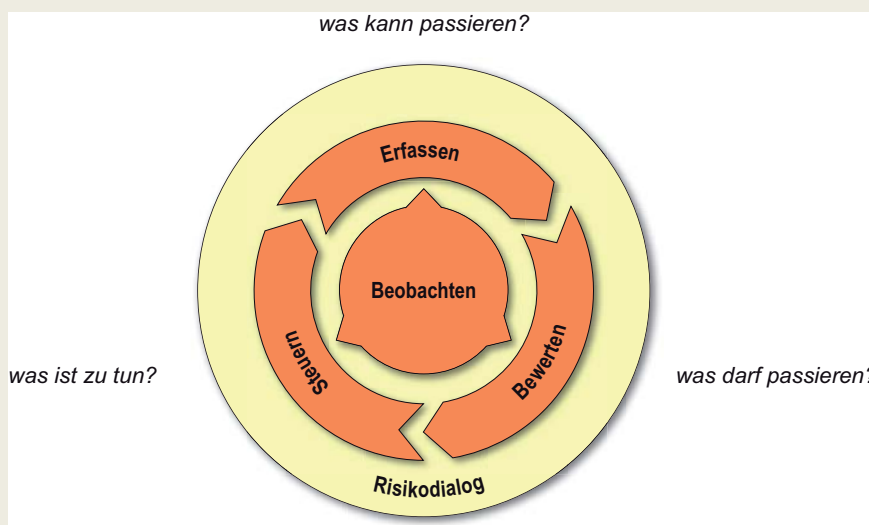 was kann passieren?
Erfassen
Beobachten
Steuern
Bewerten
was ist zu tun?
was darf passieren?
Risikodialog